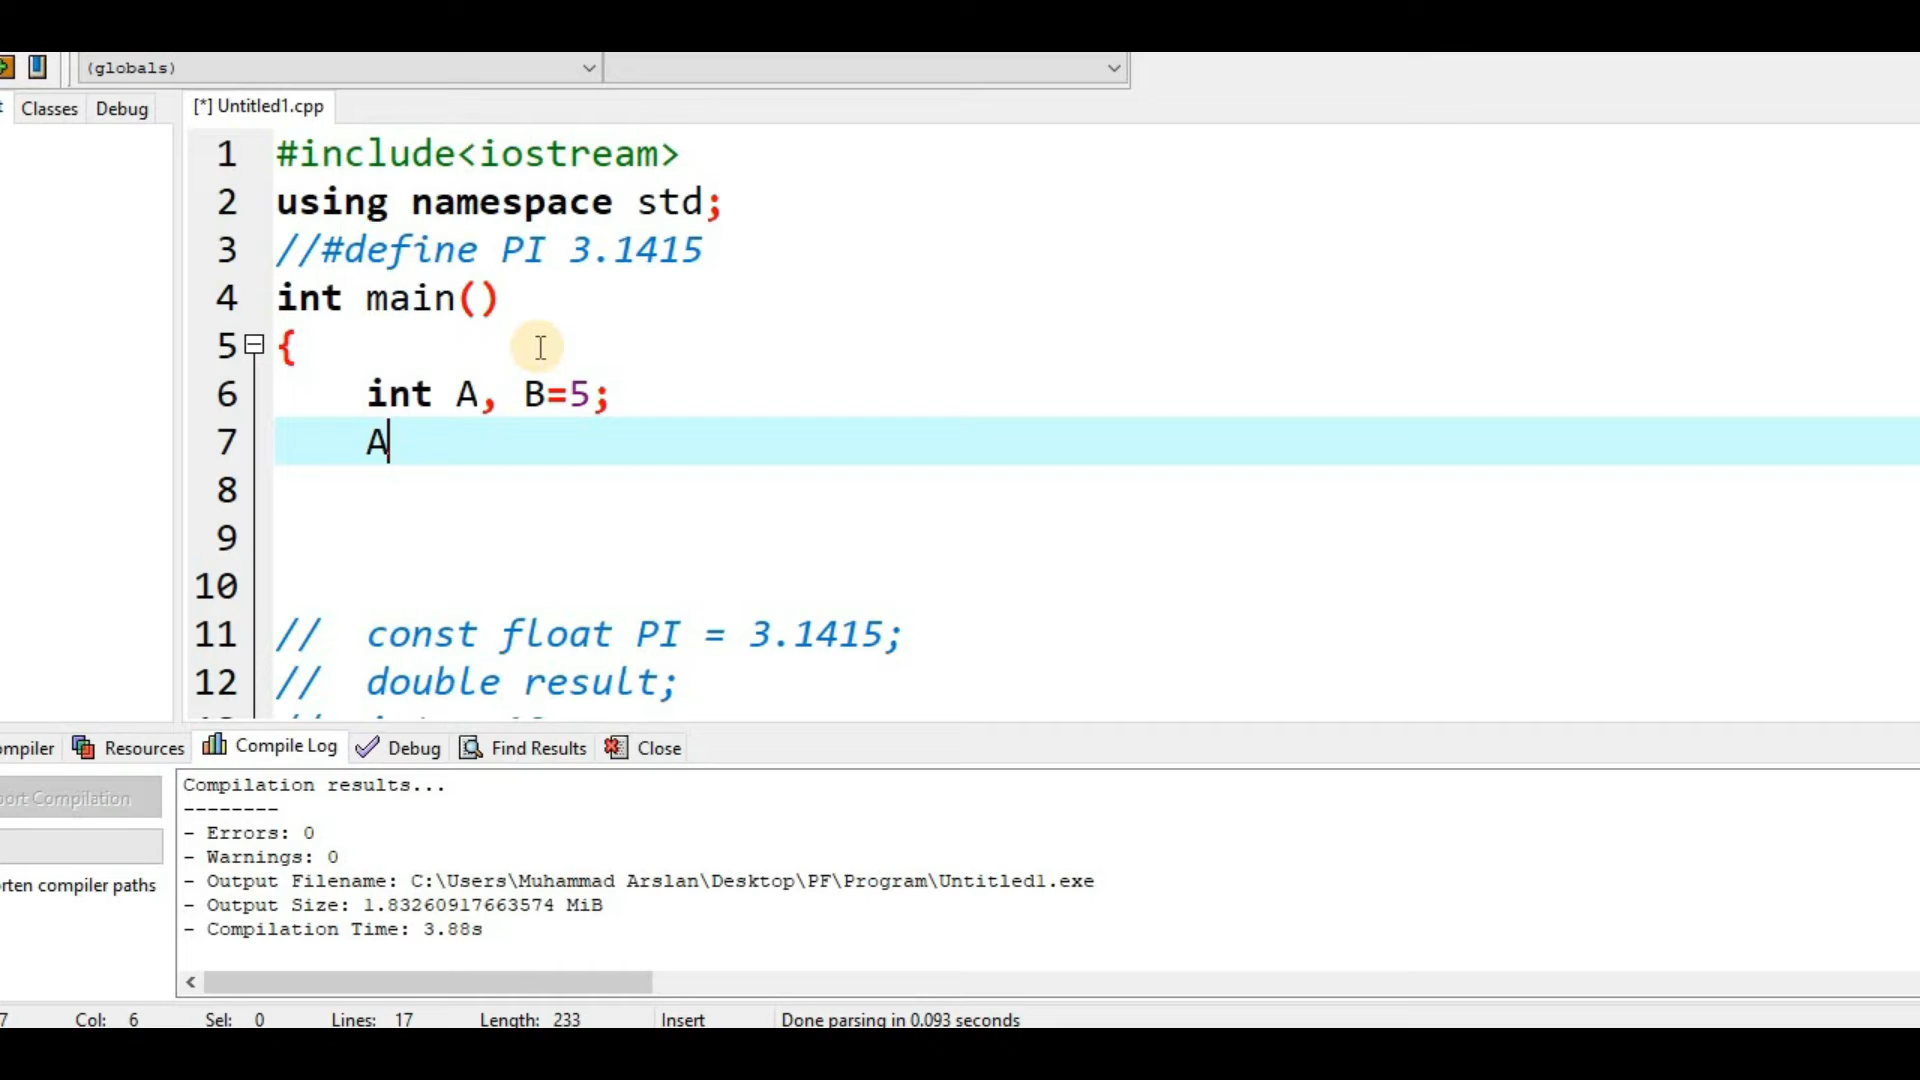 (globals)
Classes Debug [*] Untitled1.cpp
1 #include<iostream>
2 using namespace std;
3 //#define PI 3.1415
4 int main()
5 {
6 int A, B=5;
7 A
8
9
10
11 // const float PI = 3.1415;
12 // double result;
ompiler Resources Compile Log Debug Find Results Close
ort Compilation
rten compiler paths
Compilation results...
--------
- Errors: 0
- Warnings: 0
- Output Filename: C:\Users\Muhammad Arslan\Desktop\PF\Program\Untitled1.exe
- Output Size: 1.83260917663574 MiB
- Compilation Time: 3.88s
7 Col: 6 Sel: 0 Lines: 17 Length: 233 Insert Done parsing in 0.093 seconds